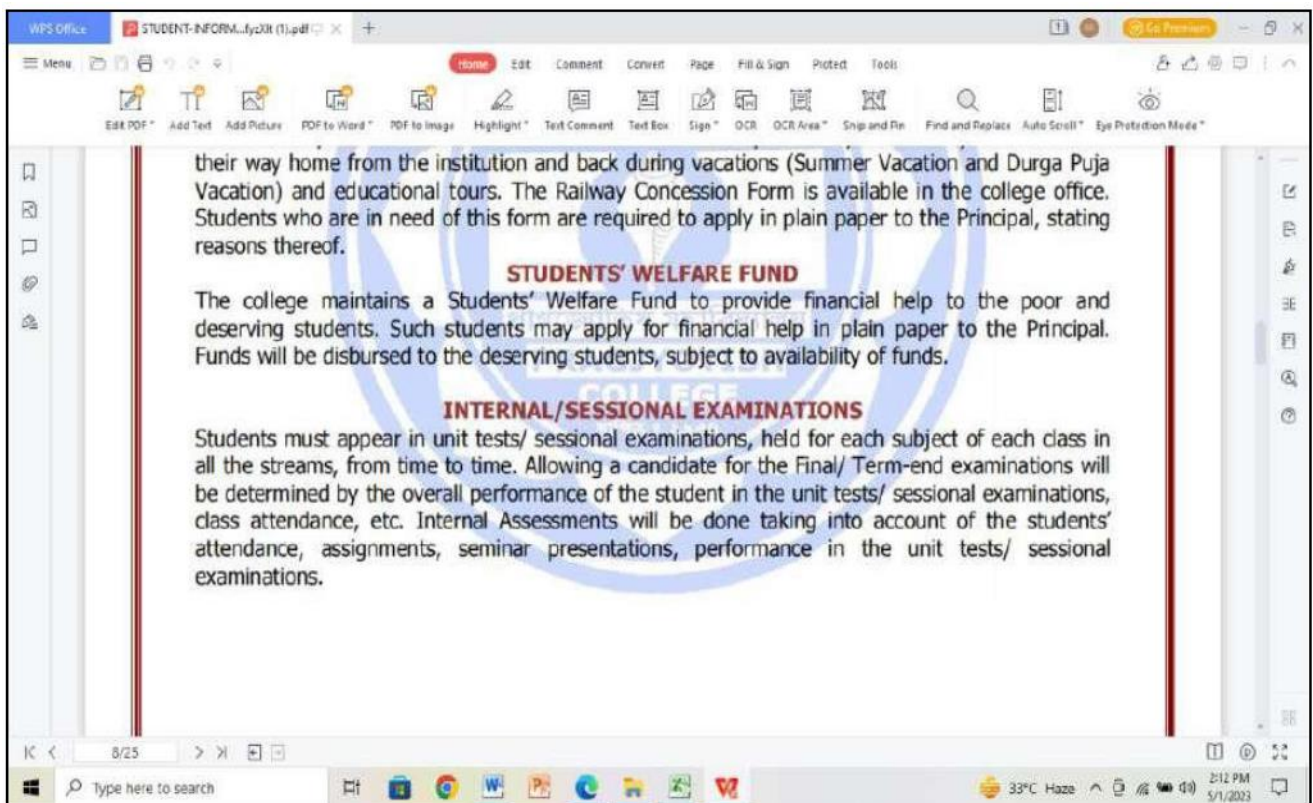 WPS Office
STUDENT-INFORM...fyzXlt (1).pdf
Go Premium
Menu
Home Edit Comment Convert Page Fill & Sign Protect Tools
Edit PDF Add Text Add Picture PDF to Word PDF to Image Highlight Text Comment Text Box Sign OCR OCR Area Snip and Pin Find and Replace Auto Scroll Eye Protection Mode
their way home from the institution and back during vacations (Summer Vacation and Durga Puja
Vacation) and educational tours. The Railway Concession Form is available in the college office.
Students who are in need of this form are required to apply in plain paper to the Principal, stating
reasons thereof.
STUDENTS' WELFARE FUND
The college maintains a Students' Welfare Fund to provide financial help to the poor and
deserving students. Such students may apply for financial help in plain paper to the Principal.
Funds will be disbursed to the deserving students, subject to availability of funds.
COLLEGE
INTERNAL/SESSIONAL EXAMINATIONS
Students must appear in unit tests/ sessional examinations, held for each subject of each class in
all the streams, from time to time. Allowing a candidate for the Final/ Term-end examinations will
be determined by the overall performance of the student in the unit tests/ sessional examinations,
class attendance, etc. Internal Assessments will be done taking into account of the students'
attendance, assignments, seminar presentations, performance in the unit tests/ sessional
examinations.
8/25
Type here to search
33°C Haze
2:12 PM
5/1/2023